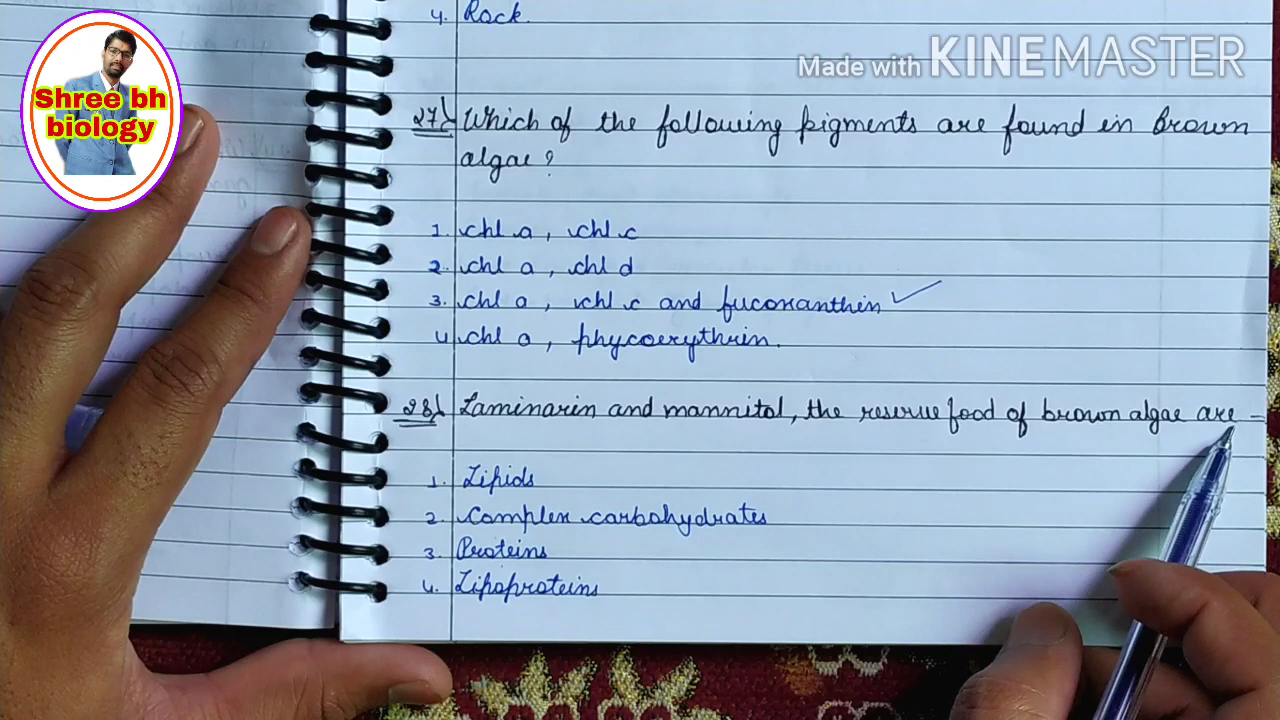 Shree bh
biology
Made with KINEMASTER
4. Rock.
27) Which of the following pigments are found in Brown
algae?
1. chl a, chl c
2. chl a, chl d
3. chl a, chl c and fucoxanthin ✓
4. chl a, phycoerythrin.
28) Laminarin and mannitol, the reserve food of brown algae are -
1. Lipids
2. Complex carbohydrates
3. Proteins
4. Lipoproteins